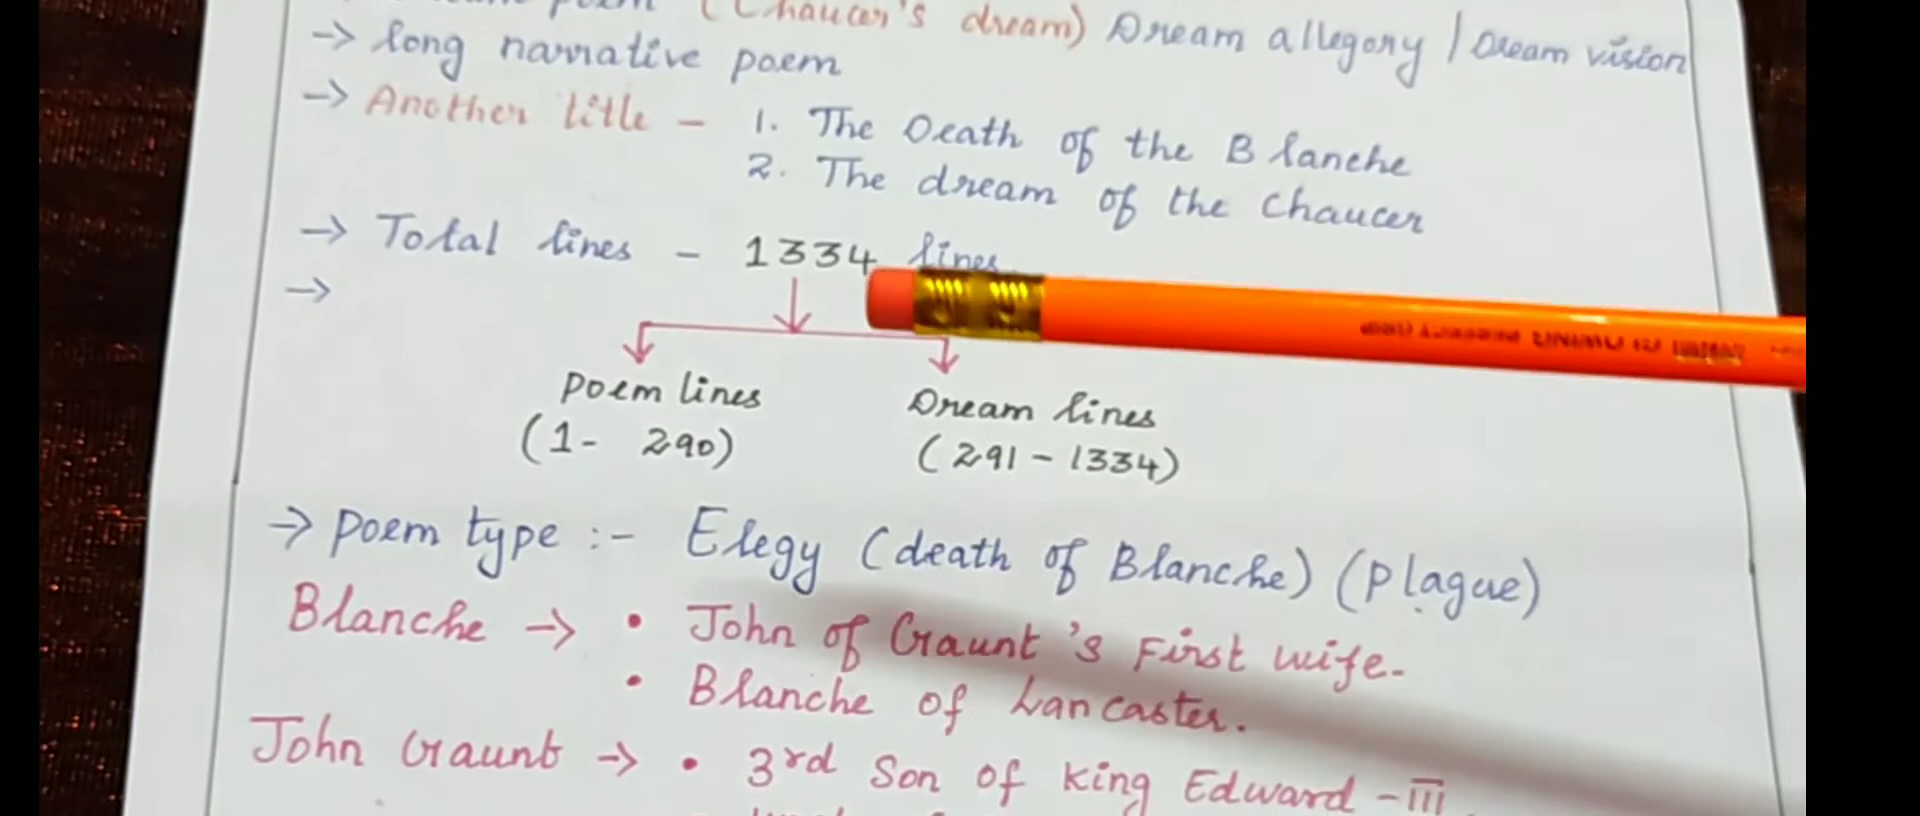 poem (Chaucer's dream) Dream allegory / Dream vision
→ long narrative poem
→ Another title - 1. The Death of the Blanche
2. The dream of the Chaucer
→ Total lines - 1334 lines
→
Poem lines Dream lines
(1- 290) (291 - 1334)
→ Poem type :- Elegy (death of Blanche) (Plague)
Blanche → • John of Graunt's First wife.
• Blanche of Lancaster.
John Graunt → • 3rd Son of King Edward - III.